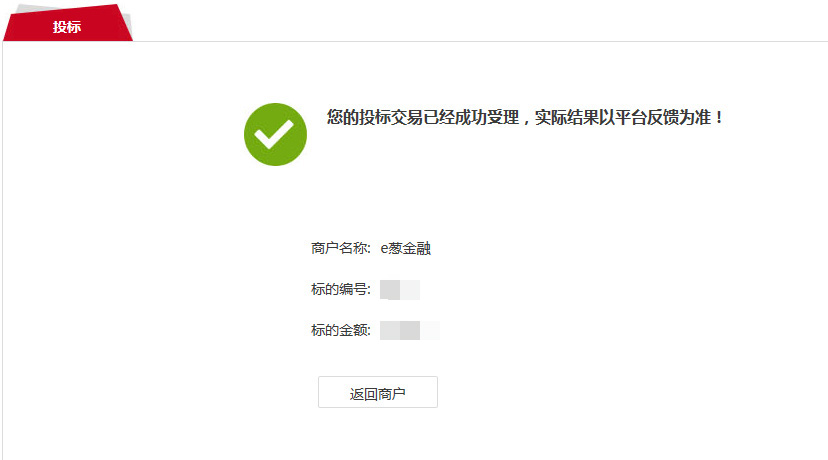 投标
您的投标交易已经成功受理，实际结果以平台反馈为准！
商户名称: e葱金融
标的编号:
标的金额:
返回商户